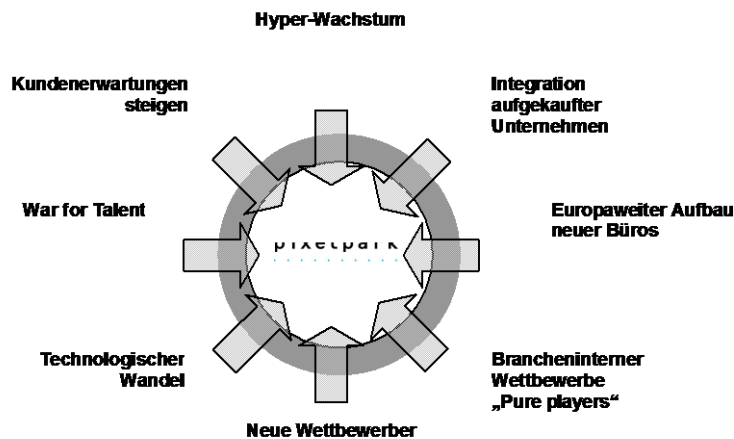 Hyper-Wachstum
Kundenerwartungen
steigen
Integration
aufgekaufter
Unternehmen
War for Talent
pixelpark
Europaweiter Aufbau
neuer Büros
Technologischer
Wandel
Brancheninterner
Wettbewerbe
„Pure players“
Neue Wettbewerber